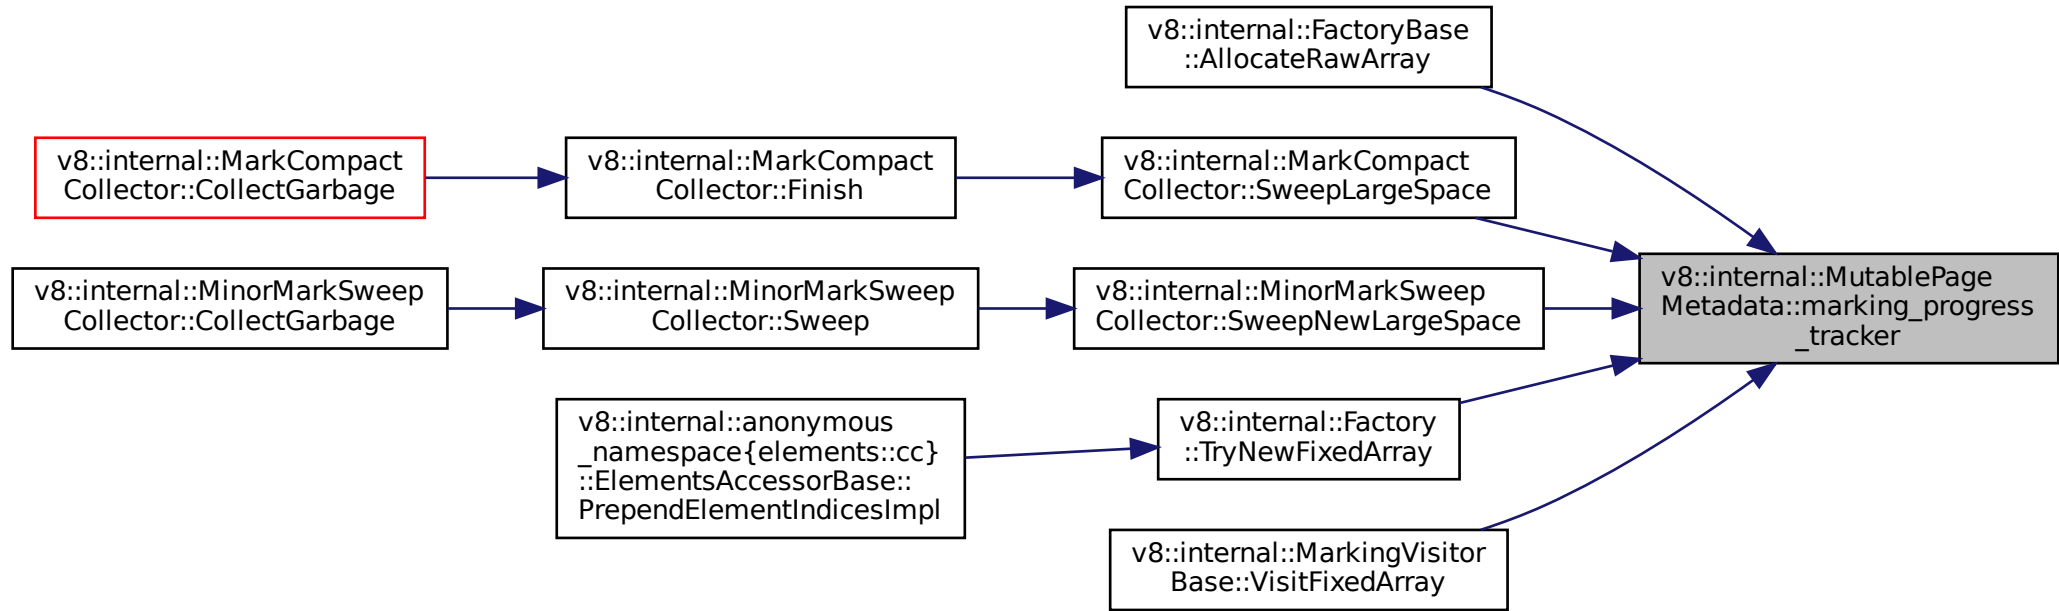 v8::internal::FactoryBase
::AllocateRawArray
v8::internal::MarkCompact
Collector::CollectGarbage
v8::internal::MarkCompact
Collector::Finish
v8::internal::MarkCompact
Collector::SweepLargeSpace
v8::internal::MutablePage
Metadata::marking_progress
_tracker
v8::internal::MinorMarkSweep
Collector::CollectGarbage
v8::internal::MinorMarkSweep
Collector::Sweep
v8::internal::MinorMarkSweep
Collector::SweepNewLargeSpace
v8::internal::anonymous
_namespace{elements::cc}
::ElementsAccessorBase::
PrependElementIndicesImpl
v8::internal::Factory
::TryNewFixedArray
v8::internal::MarkingVisitor
Base::VisitFixedArray